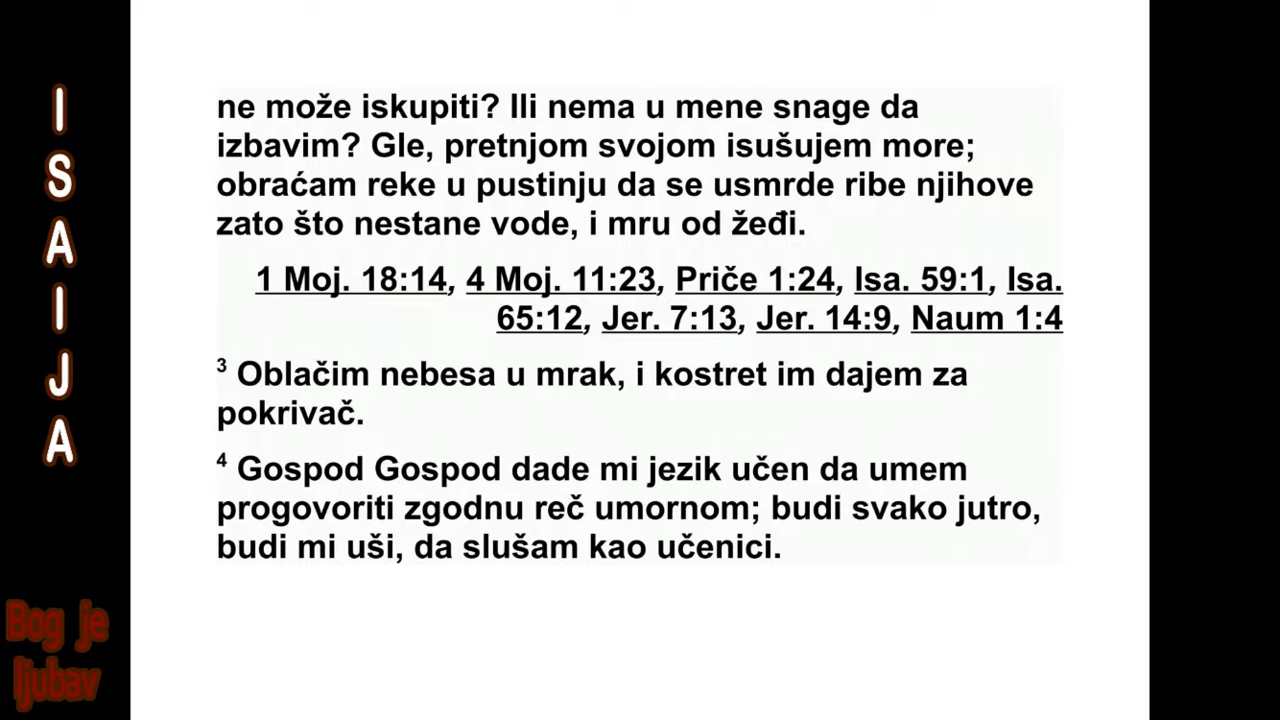 ISAIJA
Bog je
ljubav
ne može iskupiti? Ili nema u mene snage da
izbavim? Gle, pretnjom svojom isušujem more;
obraćam reke u pustinju da se usmrde ribe njihove
zato što nestane vode, i mru od žeđi.
1 Moj. 18:14, 4 Moj. 11:23, Priče 1:24, Isa. 59:1, Isa.
65:12, Jer. 7:13, Jer. 14:9, Naum 1:4
3 Oblačim nebesa u mrak, i kostret im dajem za
pokrivač.
4 Gospod Gospod dade mi jezik učen da umem
progovoriti zgodnu reč umornom; budi svako jutro,
budi mi uši, da slušam kao učenici.